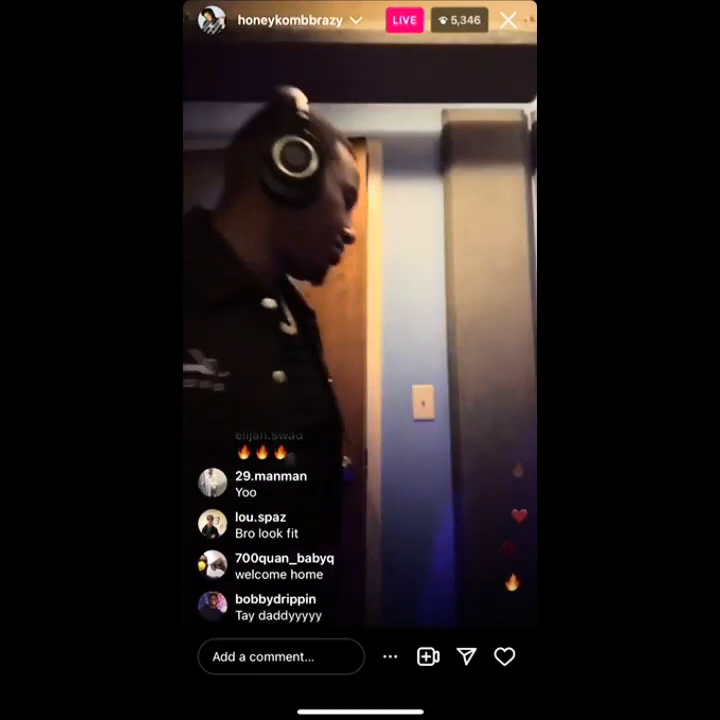 honeykombbrazy
LIVE
5,346
elijah.swad
29.manman
Yoo
lou.spaz
Bro look fit
700quan_babyq
welcome home
bobbydrippin
Tay daddyyyyy
Add a comment...